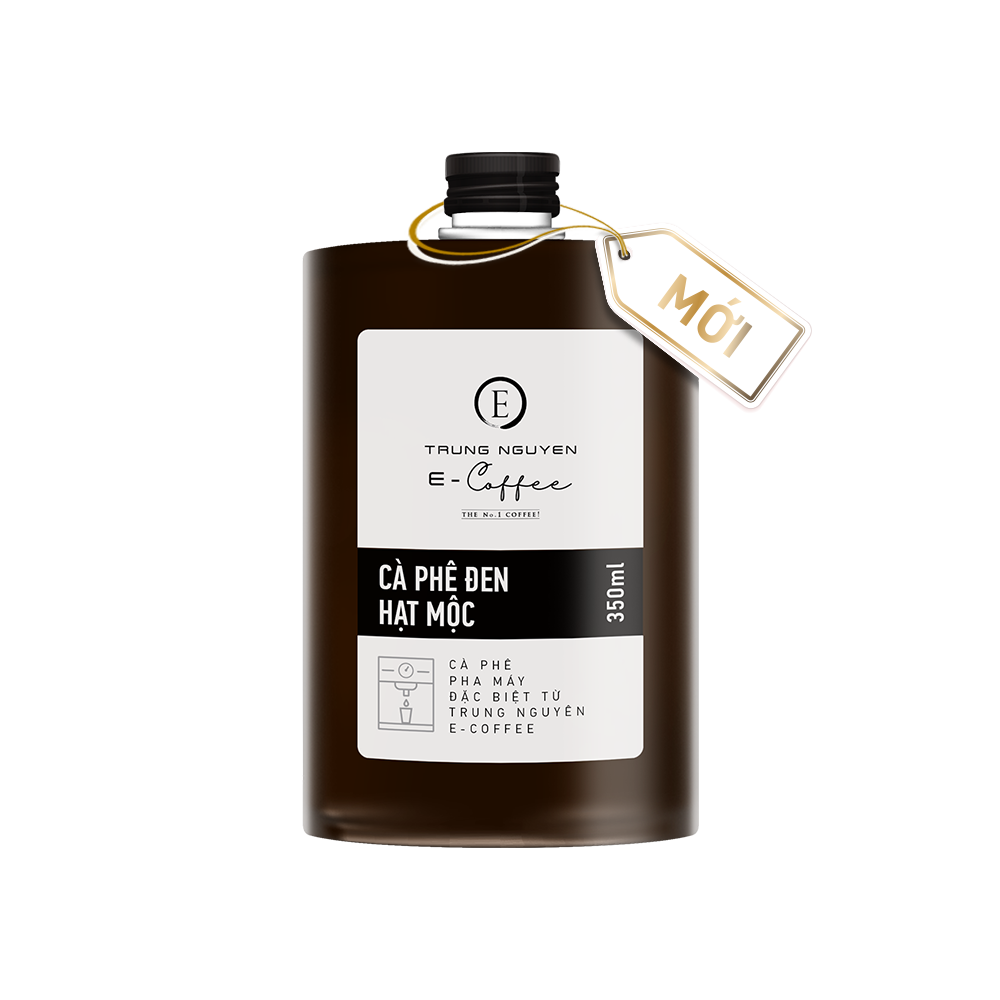 MỚI
E
TRUNG NGUYEN
E - Coffee
THE No.1 COFFEE!
CÀ PHÊ ĐEN
HẠT MỘC
350ml
CÀ PHÊ
PHA MÁY
ĐẶC BIỆT TỪ
TRUNG NGUYÊN
E-COFFEE